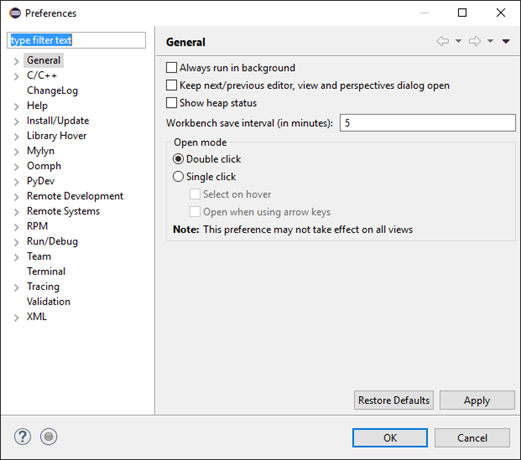 Preferences
type filter text
General
C/C++
ChangeLog
Help
Install/Update
Library Hover
Mylyn
Oomph
PyDev
Remote Development
Remote Systems
RPM
Run/Debug
Team
Terminal
Tracing
Validation
XML
General
Always run in background
Keep next/previous editor, view and perspectives dialog open
Show heap status
Workbench save interval (in minutes): 5
Open mode
Double click
Single click
Select on hover
Open when using arrow keys
Note: This preference may not take effect on all views
Restore Defaults Apply
? OK Cancel